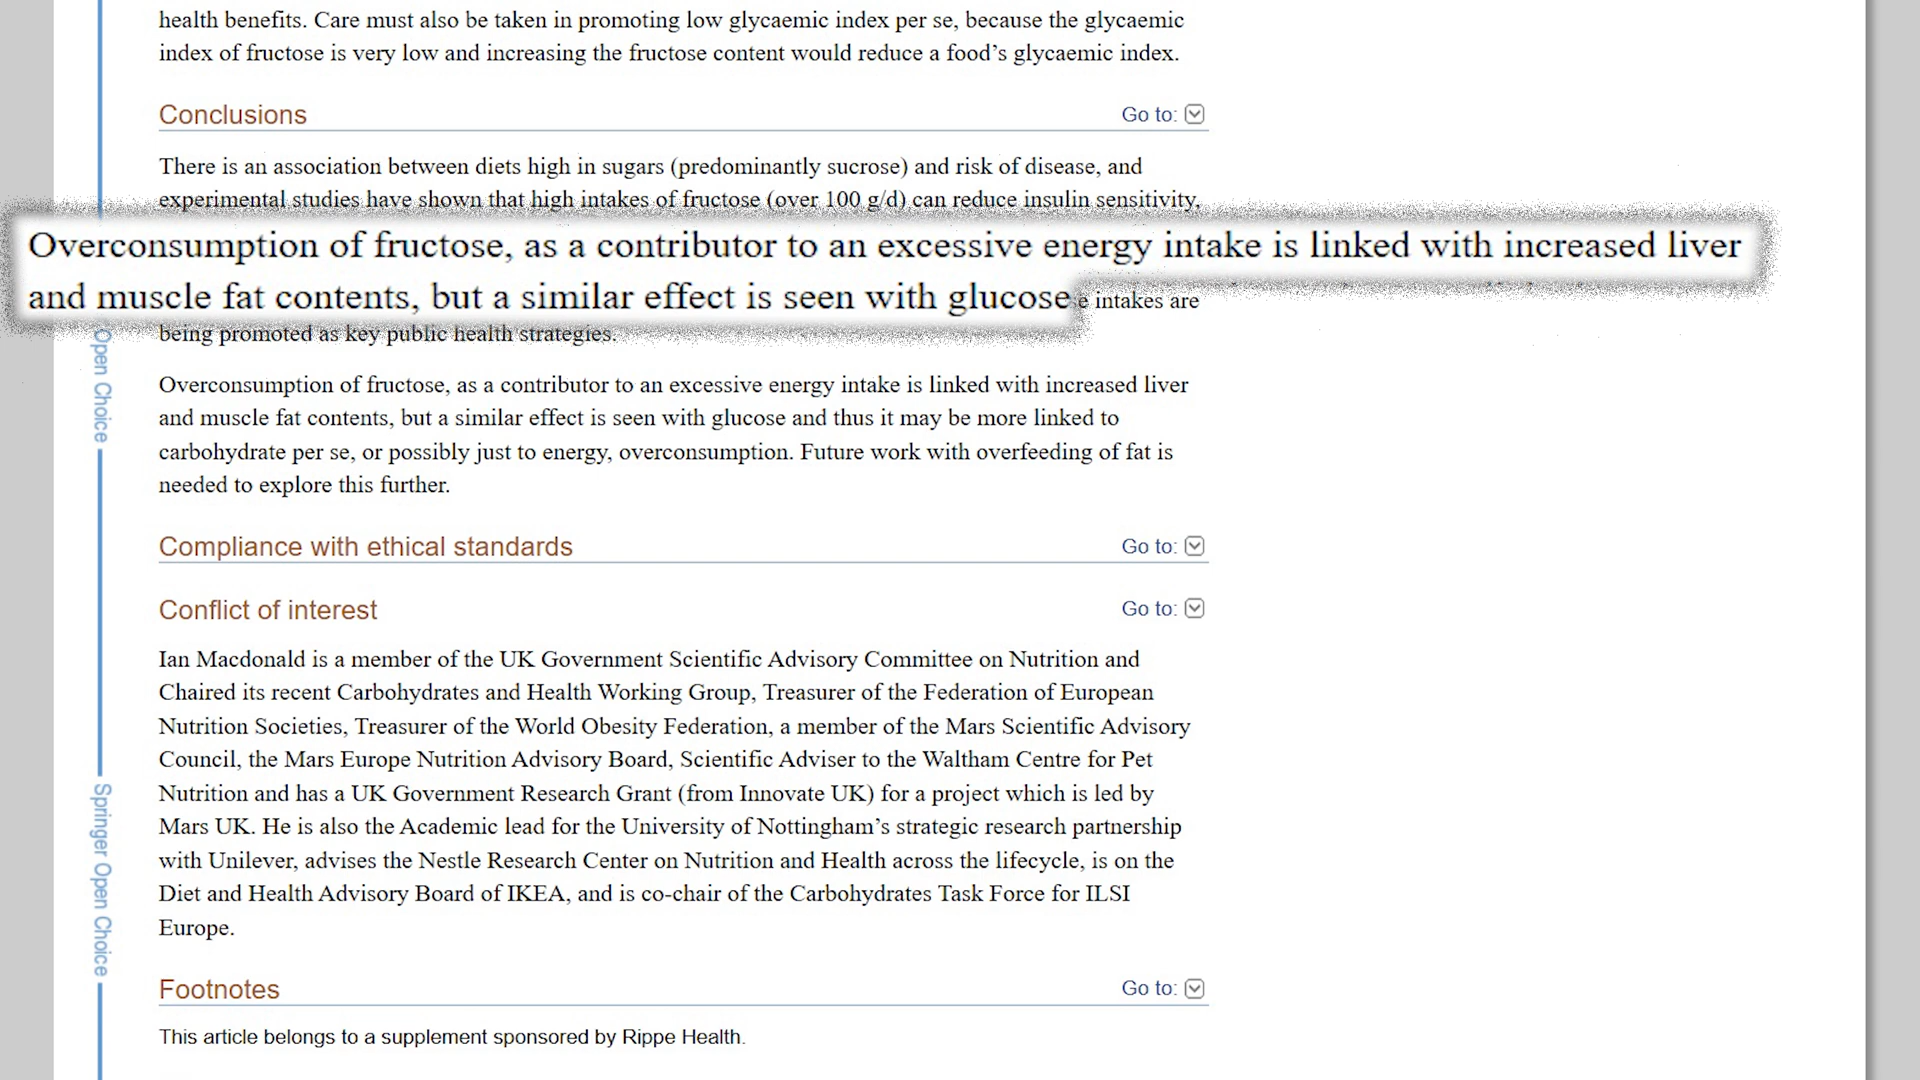 health benefits. Care must also be taken in promoting low glycaemic index per se, because the glycaemic
index of fructose is very low and increasing the fructose content would reduce a food’s glycaemic index.
Conclusions
Go to:
There is an association between diets high in sugars (predominantly sucrose) and risk of disease, and
experimental studies have shown that high intakes of fructose (over 100 g/d) can reduce insulin sensitivity,
Overconsumption of fructose, as a contributor to an excessive energy intake is linked with increased liver
and muscle fat contents, but a similar effect is seen with glucose
intakes are
being promoted as key public health strategies.
Overconsumption of fructose, as a contributor to an excessive energy intake is linked with increased liver
and muscle fat contents, but a similar effect is seen with glucose and thus it may be more linked to
carbohydrate per se, or possibly just to energy, overconsumption. Future work with overfeeding of fat is
needed to explore this further.
Compliance with ethical standards
Go to:
Conflict of interest
Go to:
Ian Macdonald is a member of the UK Government Scientific Advisory Committee on Nutrition and
Chaired its recent Carbohydrates and Health Working Group, Treasurer of the Federation of European
Nutrition Societies, Treasurer of the World Obesity Federation, a member of the Mars Scientific Advisory
Council, the Mars Europe Nutrition Advisory Board, Scientific Adviser to the Waltham Centre for Pet
Nutrition and has a UK Government Research Grant (from Innovate UK) for a project which is led by
Mars UK. He is also the Academic lead for the University of Nottingham’s strategic research partnership
with Unilever, advises the Nestle Research Center on Nutrition and Health across the lifecycle, is on the
Diet and Health Advisory Board of IKEA, and is co-chair of the Carbohydrates Task Force for ILSI
Europe.
Footnotes
Go to:
This article belongs to a supplement sponsored by Rippe Health.
Open Choice
Springer Open Choice